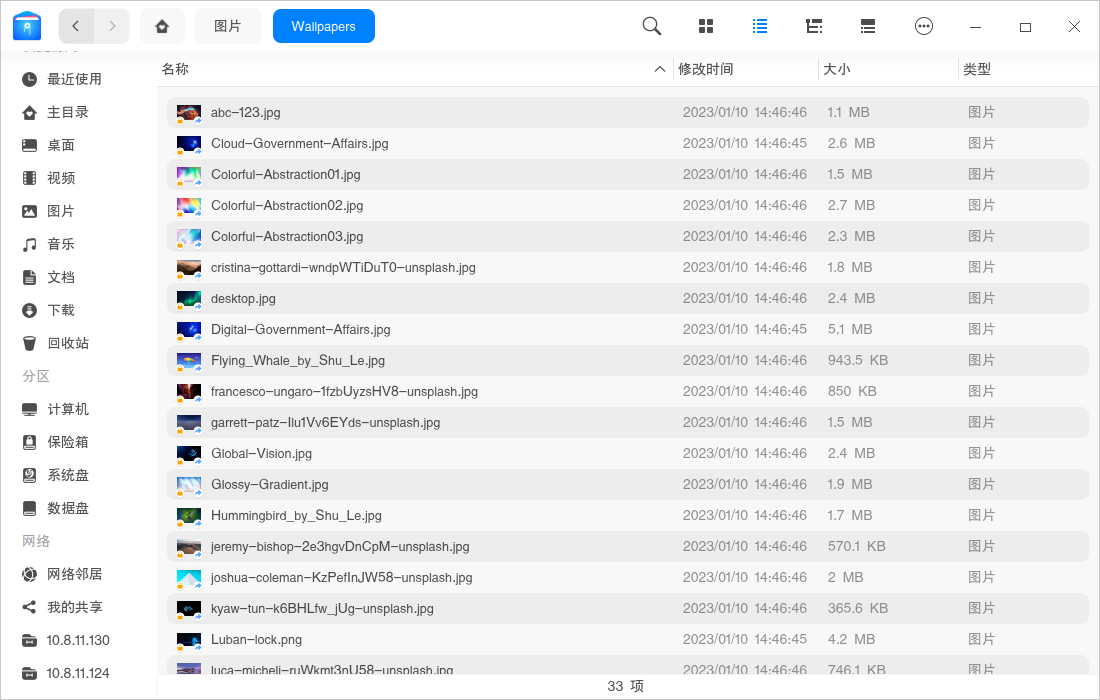 图片
Wallpapers
最近使用
主目录
桌面
视频
图片
音乐
文档
下载
回收站
分区
计算机
保险箱
系统盘
数据盘
网络
网络邻居
我的共享
10.8.11.130
10.8.11.124
名称 修改时间 大小 类型
abc-123.jpg 2023/01/10 14:46:46 1.1 MB 图片
Cloud-Government-Affairs.jpg 2023/01/10 14:46:45 2.6 MB 图片
Colorful-Abstraction01.jpg 2023/01/10 14:46:46 1.5 MB 图片
Colorful-Abstraction02.jpg 2023/01/10 14:46:46 2.7 MB 图片
Colorful-Abstraction03.jpg 2023/01/10 14:46:46 2.3 MB 图片
cristina-gottardi-wndpWTiDuT0-unsplash.jpg 2023/01/10 14:46:46 1.8 MB 图片
desktop.jpg 2023/01/10 14:46:46 2.4 MB 图片
Digital-Government-Affairs.jpg 2023/01/10 14:46:45 5.1 MB 图片
Flying_Whale_by_Shu_Le.jpg 2023/01/10 14:46:46 943.5 KB 图片
francesco-ungaro-1fzbUyzsHV8-unsplash.jpg 2023/01/10 14:46:46 850 KB 图片
garrett-patz-Ilu1Vv6EYds-unsplash.jpg 2023/01/10 14:46:46 1.5 MB 图片
Global-Vision.jpg 2023/01/10 14:46:46 2.4 MB 图片
Glossy-Gradient.jpg 2023/01/10 14:46:46 1.9 MB 图片
Hummingbird_by_Shu_Le.jpg 2023/01/10 14:46:46 1.7 MB 图片
jeremy-bishop-2e3hgvDnCpM-unsplash.jpg 2023/01/10 14:46:46 570.1 KB 图片
joshua-coleman-KzPefInJW58-unsplash.jpg 2023/01/10 14:46:46 2 MB 图片
kyaw-tun-k6BHLfw_jUg-unsplash.jpg 2023/01/10 14:46:46 365.6 KB 图片
Luban-lock.png 2023/01/10 14:46:45 4.2 MB 图片
luca-micheli-ruWkmt3nU58-unsplash.jpg 2023/01/10 14:46:46 746.1 KB 图片
33 项